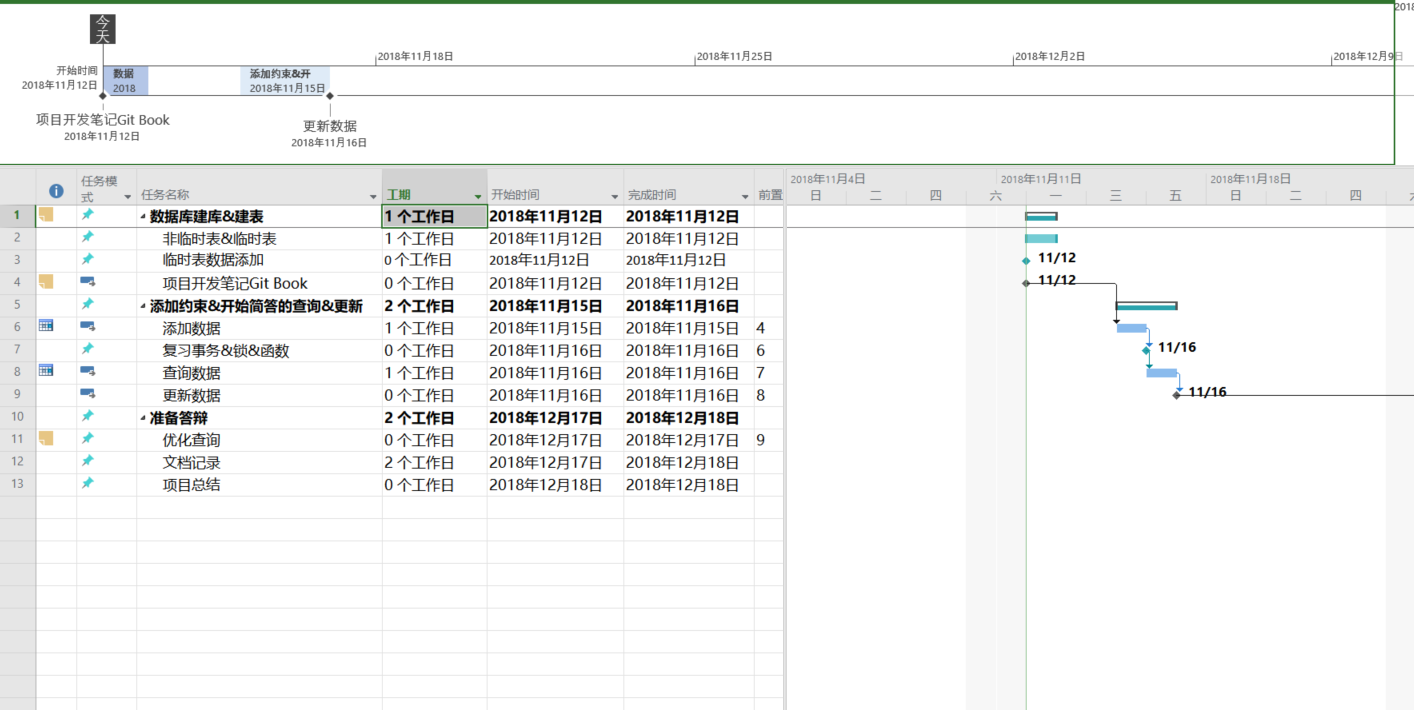 2018
今天
2018年11月18日
2018年11月25日
2018年12月2日
2018年12月9日
开始时间
2018年11月12日
数据
2018
添加约束&开
2018年11月15日
项目开发笔记Git Book
2018年11月12日
更新数据
2018年11月16日
任务模式 任务名称 工期 开始时间 完成时间 前置
2018年11月4日 2018年11月11日 2018年11月18日
日 二 四 六 一 三 五 日 二 四 六
1 数据库建库&建表 1 个工作日 2018年11月12日 2018年11月12日
2 非临时表&临时表 1 个工作日 2018年11月12日 2018年11月12日
3 临时表数据添加 0 个工作日 2018年11月12日 2018年11月12日 11/12
4 项目开发笔记Git Book 0 个工作日 2018年11月12日 2018年11月12日 11/12
5 添加约束&开始简答的查询&更新 2 个工作日 2018年11月15日 2018年11月16日
6 添加数据 1 个工作日 2018年11月15日 2018年11月15日 4
7 复习事务&锁&函数 0 个工作日 2018年11月16日 2018年11月16日 6 11/16
8 查询数据 1 个工作日 2018年11月16日 2018年11月16日 7
9 更新数据 0 个工作日 2018年11月16日 2018年11月16日 8 11/16
10 准备答辩 2 个工作日 2018年12月17日 2018年12月18日
11 优化查询 0 个工作日 2018年12月17日 2018年12月17日 9
12 文档记录 2 个工作日 2018年12月17日 2018年12月18日
13 项目总结 0 个工作日 2018年12月18日 2018年12月18日